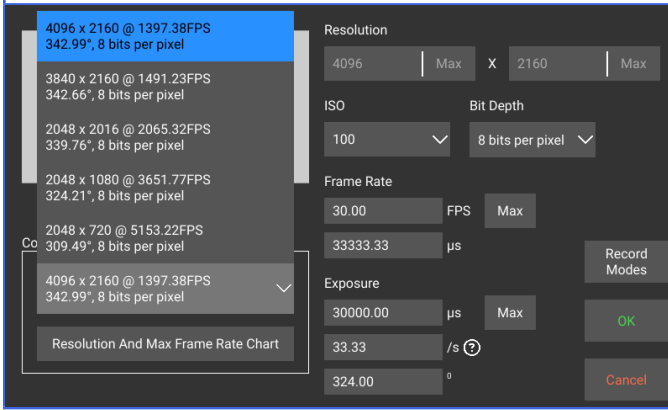 4096 x 2160 @ 1397.38FPS
342.99°, 8 bits per pixel
3840 x 2160 @ 1491.23FPS
342.66°, 8 bits per pixel
2048 x 2016 @ 2065.32FPS
339.76°, 8 bits per pixel
2048 x 1080 @ 3651.77FPS
324.21°, 8 bits per pixel
2048 x 720 @ 5153.22FPS
309.49°, 8 bits per pixel
Co
4096 x 2160 @ 1397.38FPS
342.99°, 8 bits per pixel
Resolution And Max Frame Rate Chart
Resolution
4096 Max X 2160 Max
ISO Bit Depth
100 8 bits per pixel
Frame Rate
30.00 FPS Max
33333.33 µs
Exposure
30000.00 µs Max
33.33 /s ?
324.00 °
Record
Modes
OK
Cancel